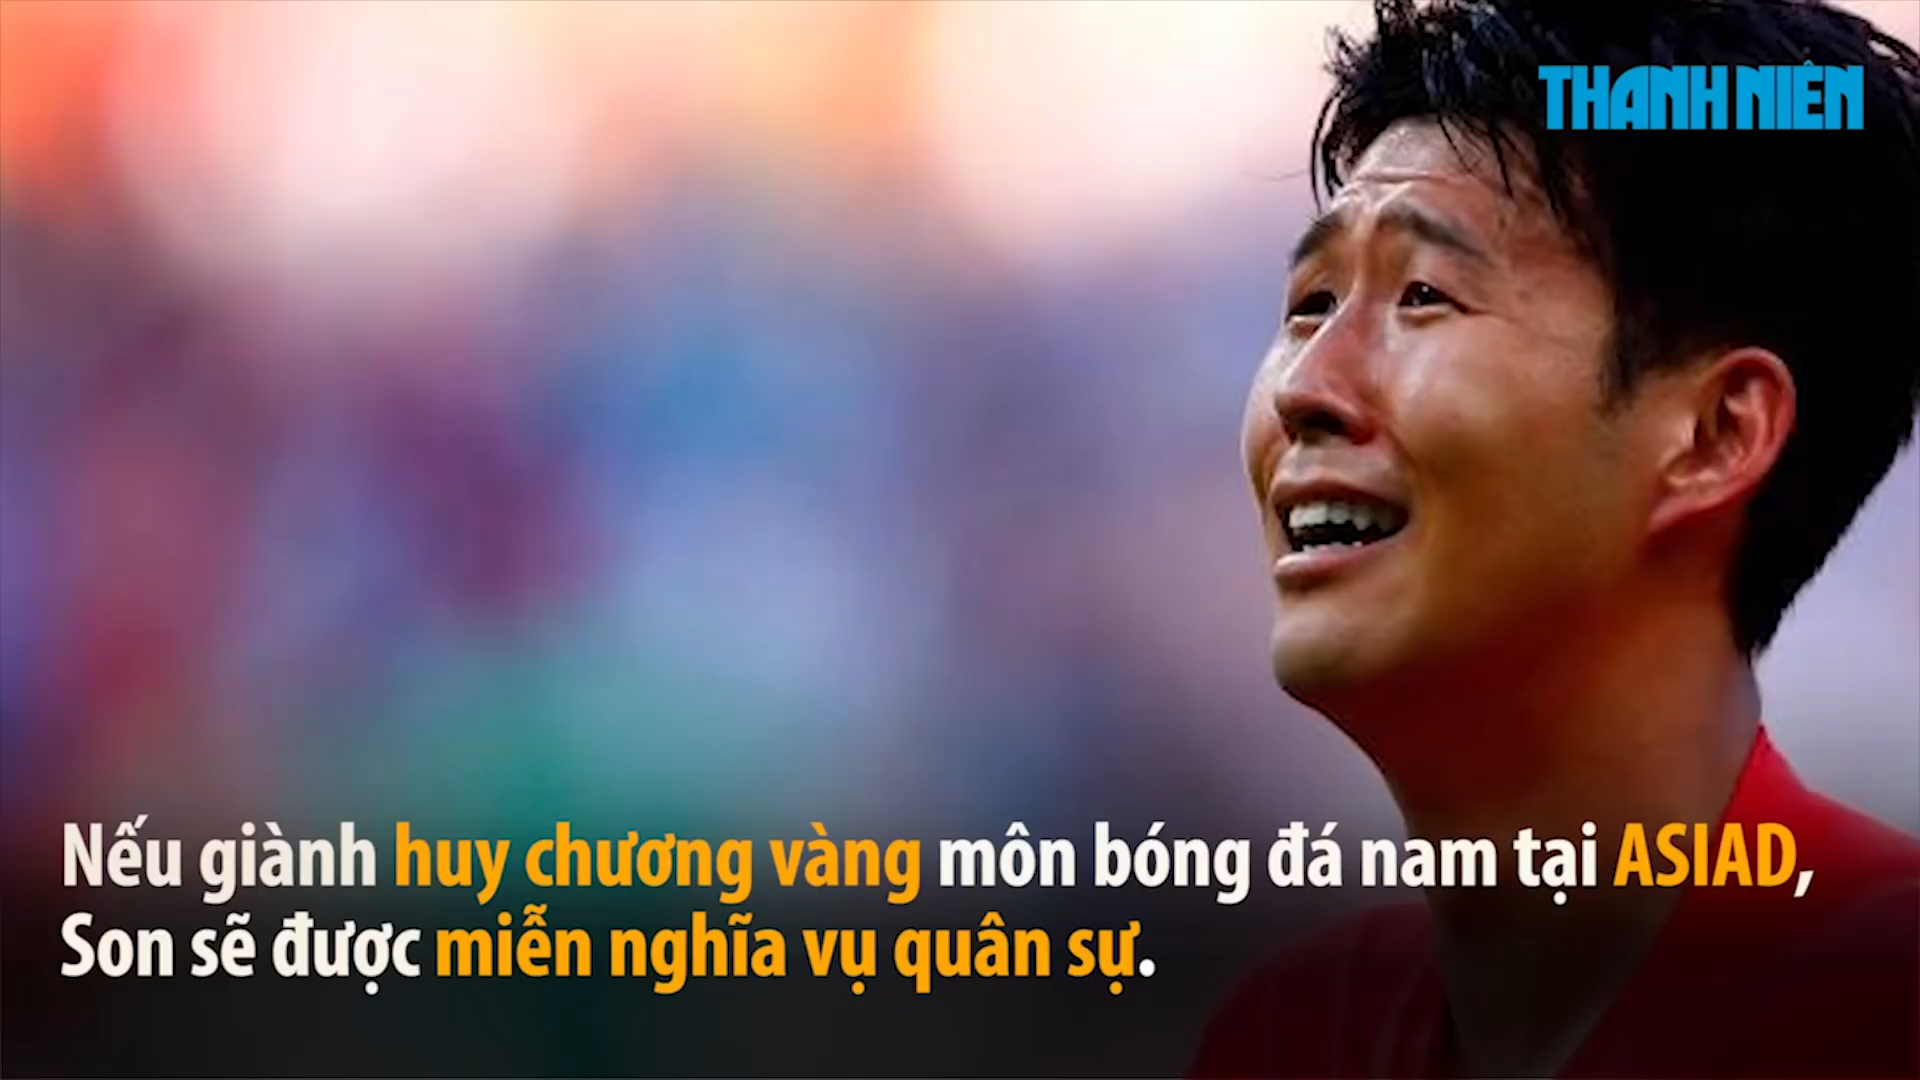 THANH NIÊN
Nếu giành huy chương vàng môn bóng đá nam tại ASIAD,
Son sẽ được miễn nghĩa vụ quân sự.